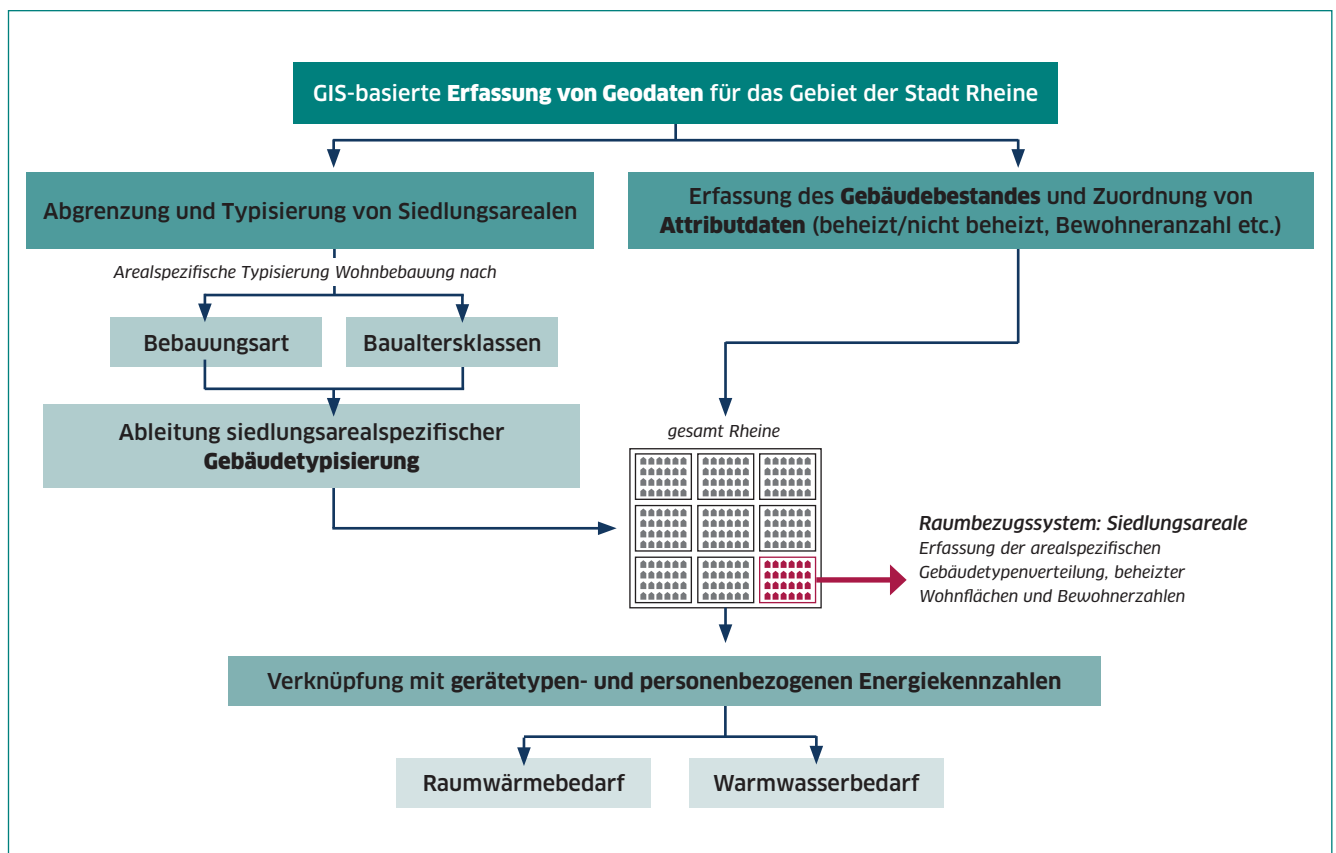 GIS-basierte Erfassung von Geodaten für das Gebiet der Stadt Rheine
Abgrenzung und Typisierung von Siedlungsarealen
Erfassung des Gebäudebestandes und Zuordnung von
Attributdaten (beheizt/nicht beheizt, Bewohneranzahl etc.)
Arealspezifische Typisierung Wohnbebauung nach
Bebauungsart
Baualtersklassen
Ableitung siedlungsarealspezifischer
Gebäudetypisierung
gesamt Rheine
Raumbezugssystem: Siedlungsareale
Erfassung der arealspezifischen
Gebäudetypenverteilung, beheizter
Wohnflächen und Bewohnerzahlen
Verknüpfung mit gerätetypen- und personenbezogenen Energiekennzahlen
Raumwärmebedarf
Warmwasserbedarf